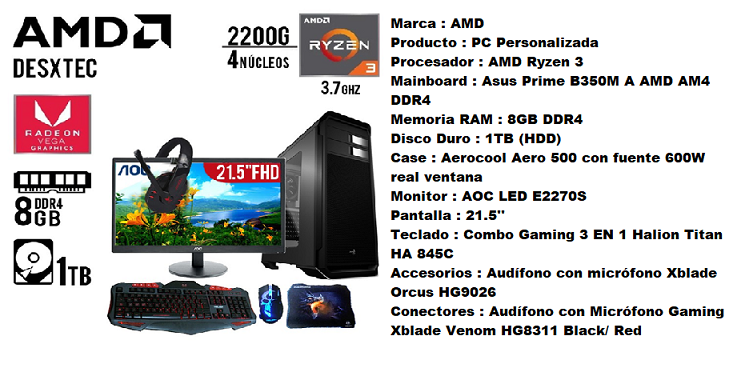 AMD
DESXTEC
2200G
4NÚCLEOS
AMD
RYZEN
3
3.7GHZ
RADEON
VEGA
GRAPHICS
8 DDR4
GB
1TB
AOC
21.5"FHD
AOC
Marca : AMD
Producto : PC Personalizada
Procesador : AMD Ryzen 3
Mainboard : Asus Prime B350M A AMD AM4
DDR4
Memoria RAM : 8GB DDR4
Disco Duro : 1TB (HDD)
Case : Aerocool Aero 500 con fuente 600W
real ventana
Monitor : AOC LED E2270S
Pantalla : 21.5''
Teclado : Combo Gaming 3 EN 1 Halion Titan
HA 845C
Accesorios : Audífono con micrófono Xblade
Orcus HG9026
Conectores : Audífono con Micrófono Gaming
Xblade Venom HG8311 Black/ Red